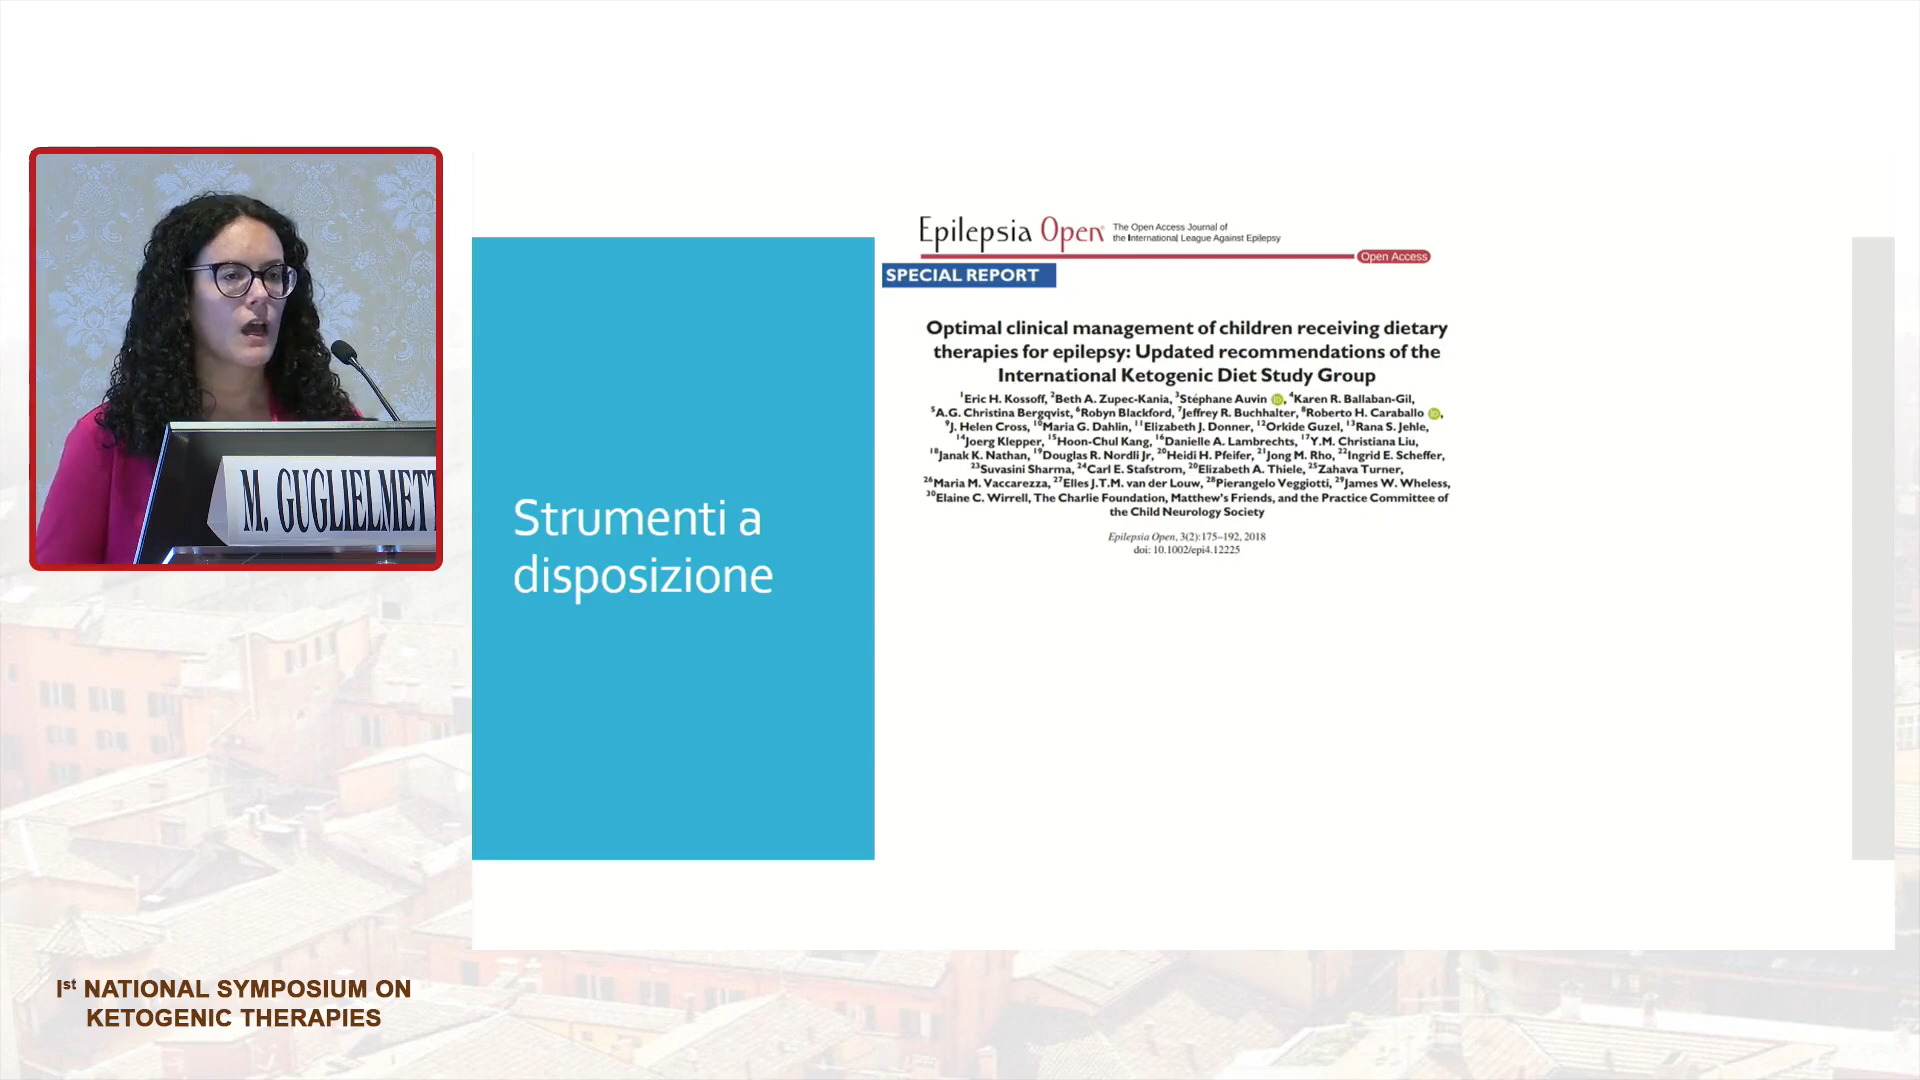 M. GUGLIELMETT
Strumenti a
disposizione
Epilepsia Open
The Open Access Journal of
the International League Against Epilepsy
Open Access
SPECIAL REPORT
Optimal clinical management of children receiving dietary
therapies for epilepsy: Updated recommendations of the
International Ketogenic Diet Study Group
¹Eric H. Kossoff, ²Beth A. Zupec-Kania, ³Stéphane Auvin, ⁴Karen R. Ballaban-Gil,
⁵A.G. Christina Bergqvist, ⁶Robyn Blackford, ⁷Jeffrey R. Buchhalter, ⁸Roberto H. Caraballo,
⁹J. Helen Cross, ¹⁰Maria G. Dahlin, ¹¹Elizabeth J. Donner, ¹²Orkide Guzel, ¹³Rana S. Jehle,
¹⁴Joerg Klepper, ¹⁵Hoon-Chul Kang, ¹⁶Danielle A. Lambrechts, ¹⁷Y.M. Christiana Liu,
¹⁸Janak K. Nathan, ¹⁹Douglas R. Nordli Jr, ²⁰Heidi H. Pfeifer, ²¹Jong M. Rho, ²²Ingrid E. Scheffer,
²³Suvasini Sharma, ²⁴Carl E. Stafstrom, ²⁰Elizabeth A. Thiele, ²⁵Zahava Turner,
²⁶Maria M. Vaccarezza, ²⁷Elles J.T.M. van der Louw, ²⁸Pierangelo Veggiotti, ²⁹James W. Wheless,
³⁰Elaine C. Wirrell, The Charlie Foundation, Matthew's Friends, and the Practice Committee of
the Child Neurology Society
Epilepsia Open, 3(2):175–192, 2018
doi: 10.1002/epi4.12225
Iˢᵗ NATIONAL SYMPOSIUM ON
KETOGENIC THERAPIES